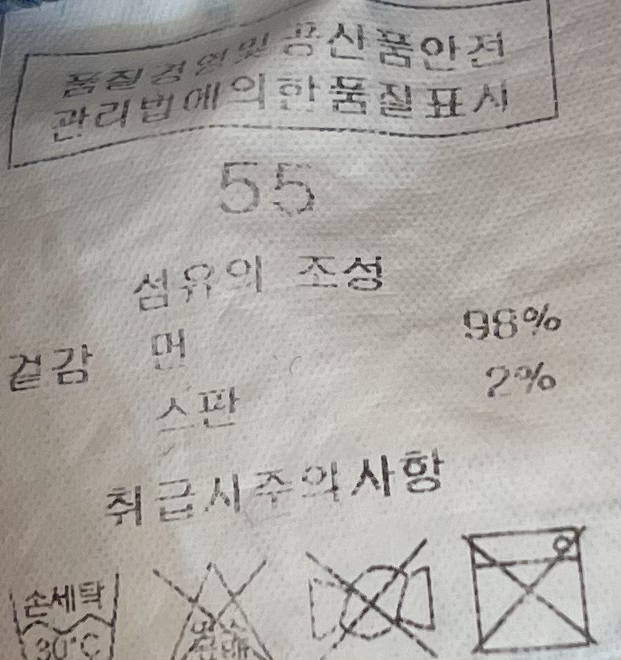 품질경영및공산품안전
관리법에의한품질표시
55
섬유의 조성
겉감 면 98%
스판 2%
취급시주의사항
손세탁
30°C